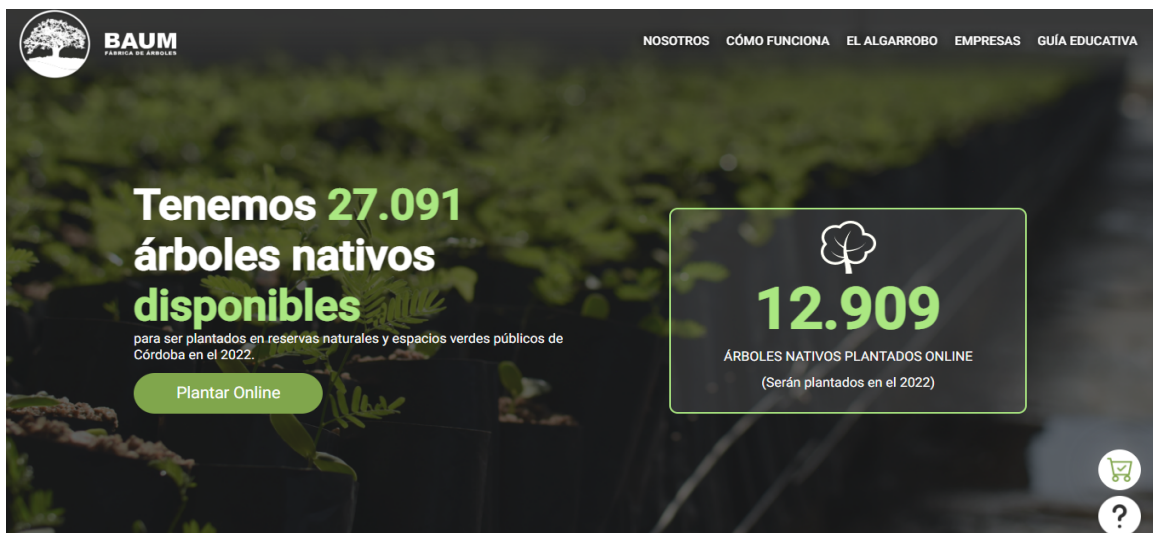 BAUM
FÁBRICA DE ÁRBOLES
NOSOTROS CÓMO FUNCIONA EL ALGARROBO EMPRESAS GUÍA EDUCATIVA
Tenemos 27.091
árboles nativos
disponibles
para ser plantados en reservas naturales y espacios verdes públicos de
Córdoba en el 2022.
Plantar Online
12.909
ÁRBOLES NATIVOS PLANTADOS ONLINE
(Serán plantados en el 2022)
?